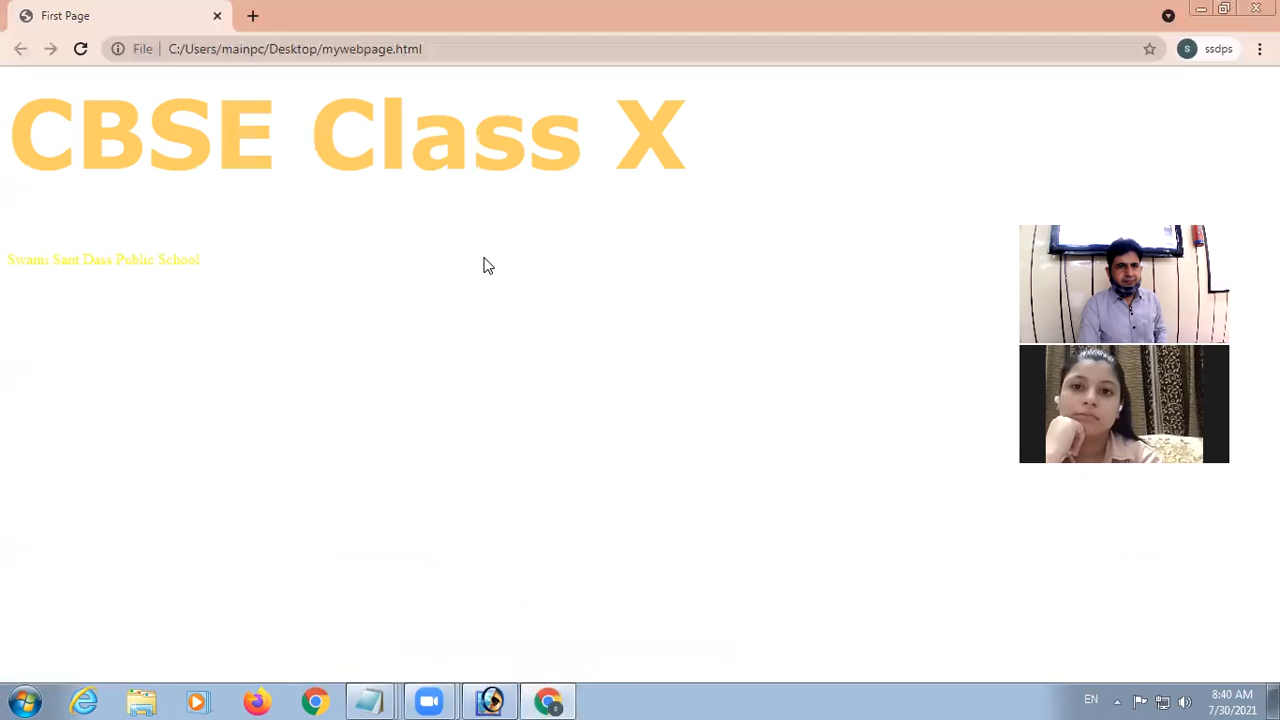 First Page
File
C:/Users/mainpc/Desktop/mywebpage.html
S
ssdps
CBSE Class X
Swami Sant Dass Public School
EN
8:40 AM
7/30/2021